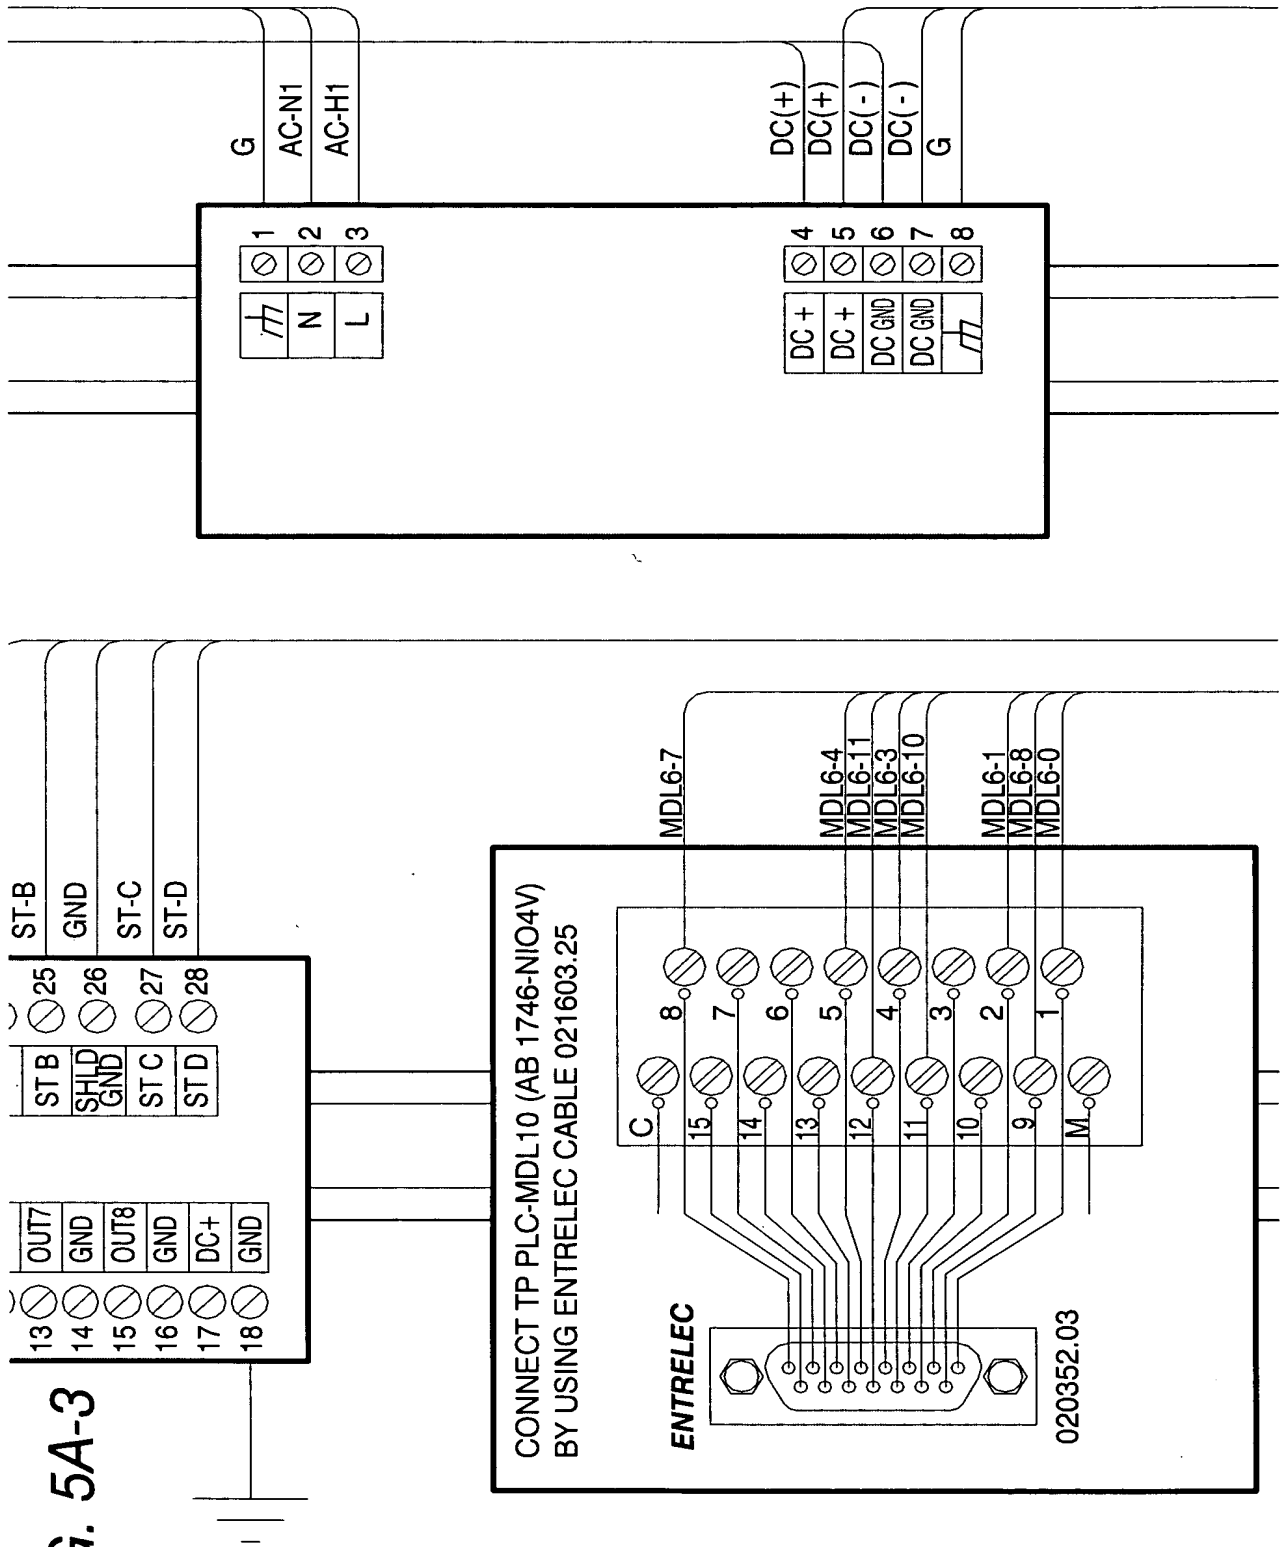 G
AC-N1
AC-H1
DC(+)
DC(+)
DC(-)
DC(-)
G
1
2
3
N
L
4
5
6
7
8
DC +
DC +
DC GND
DC GND
ST-B
GND
ST-C
ST-D
25
26
27
28
ST B
SHLD
GND
ST C
ST D
OUT7
GND
OUT8
GND
DC+
GND
13
14
15
16
17
18
MDL6-7
MDL6-4
MDL6-11
MDL6-3
MDL6-10
MDL6-1
MDL6-8
MDL6-0
CONNECT TP PLC-MDL10 (AB 1746-NIO4V)
BY USING ENTRELEC CABLE 021603.25
8
7
6
5
4
3
2
1
C
15
14
13
12
11
10
9
M
ENTRELEC
020352.03
G. 5A-3